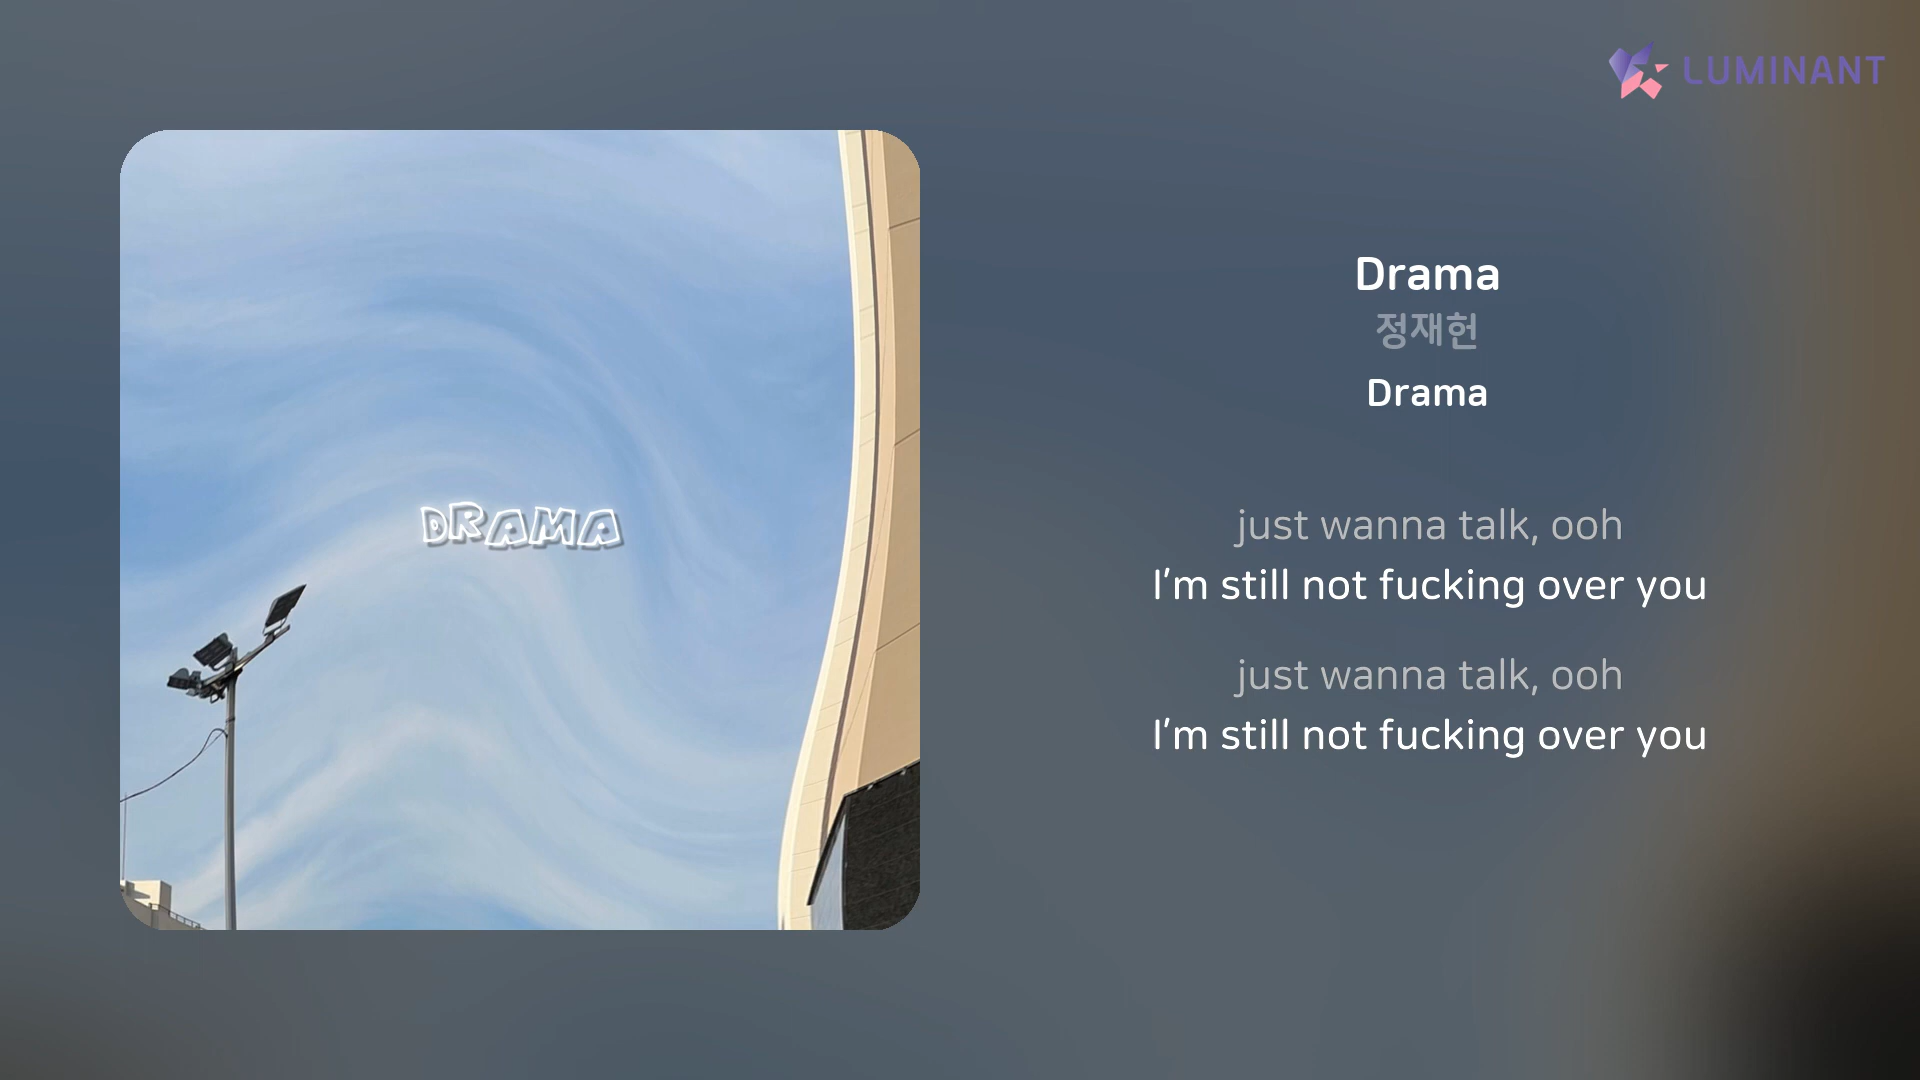 LUMINANT
DRAMA
Drama
정재헌
Drama
just wanna talk, ooh
I'm still not fucking over you
just wanna talk, ooh
I'm still not fucking over you